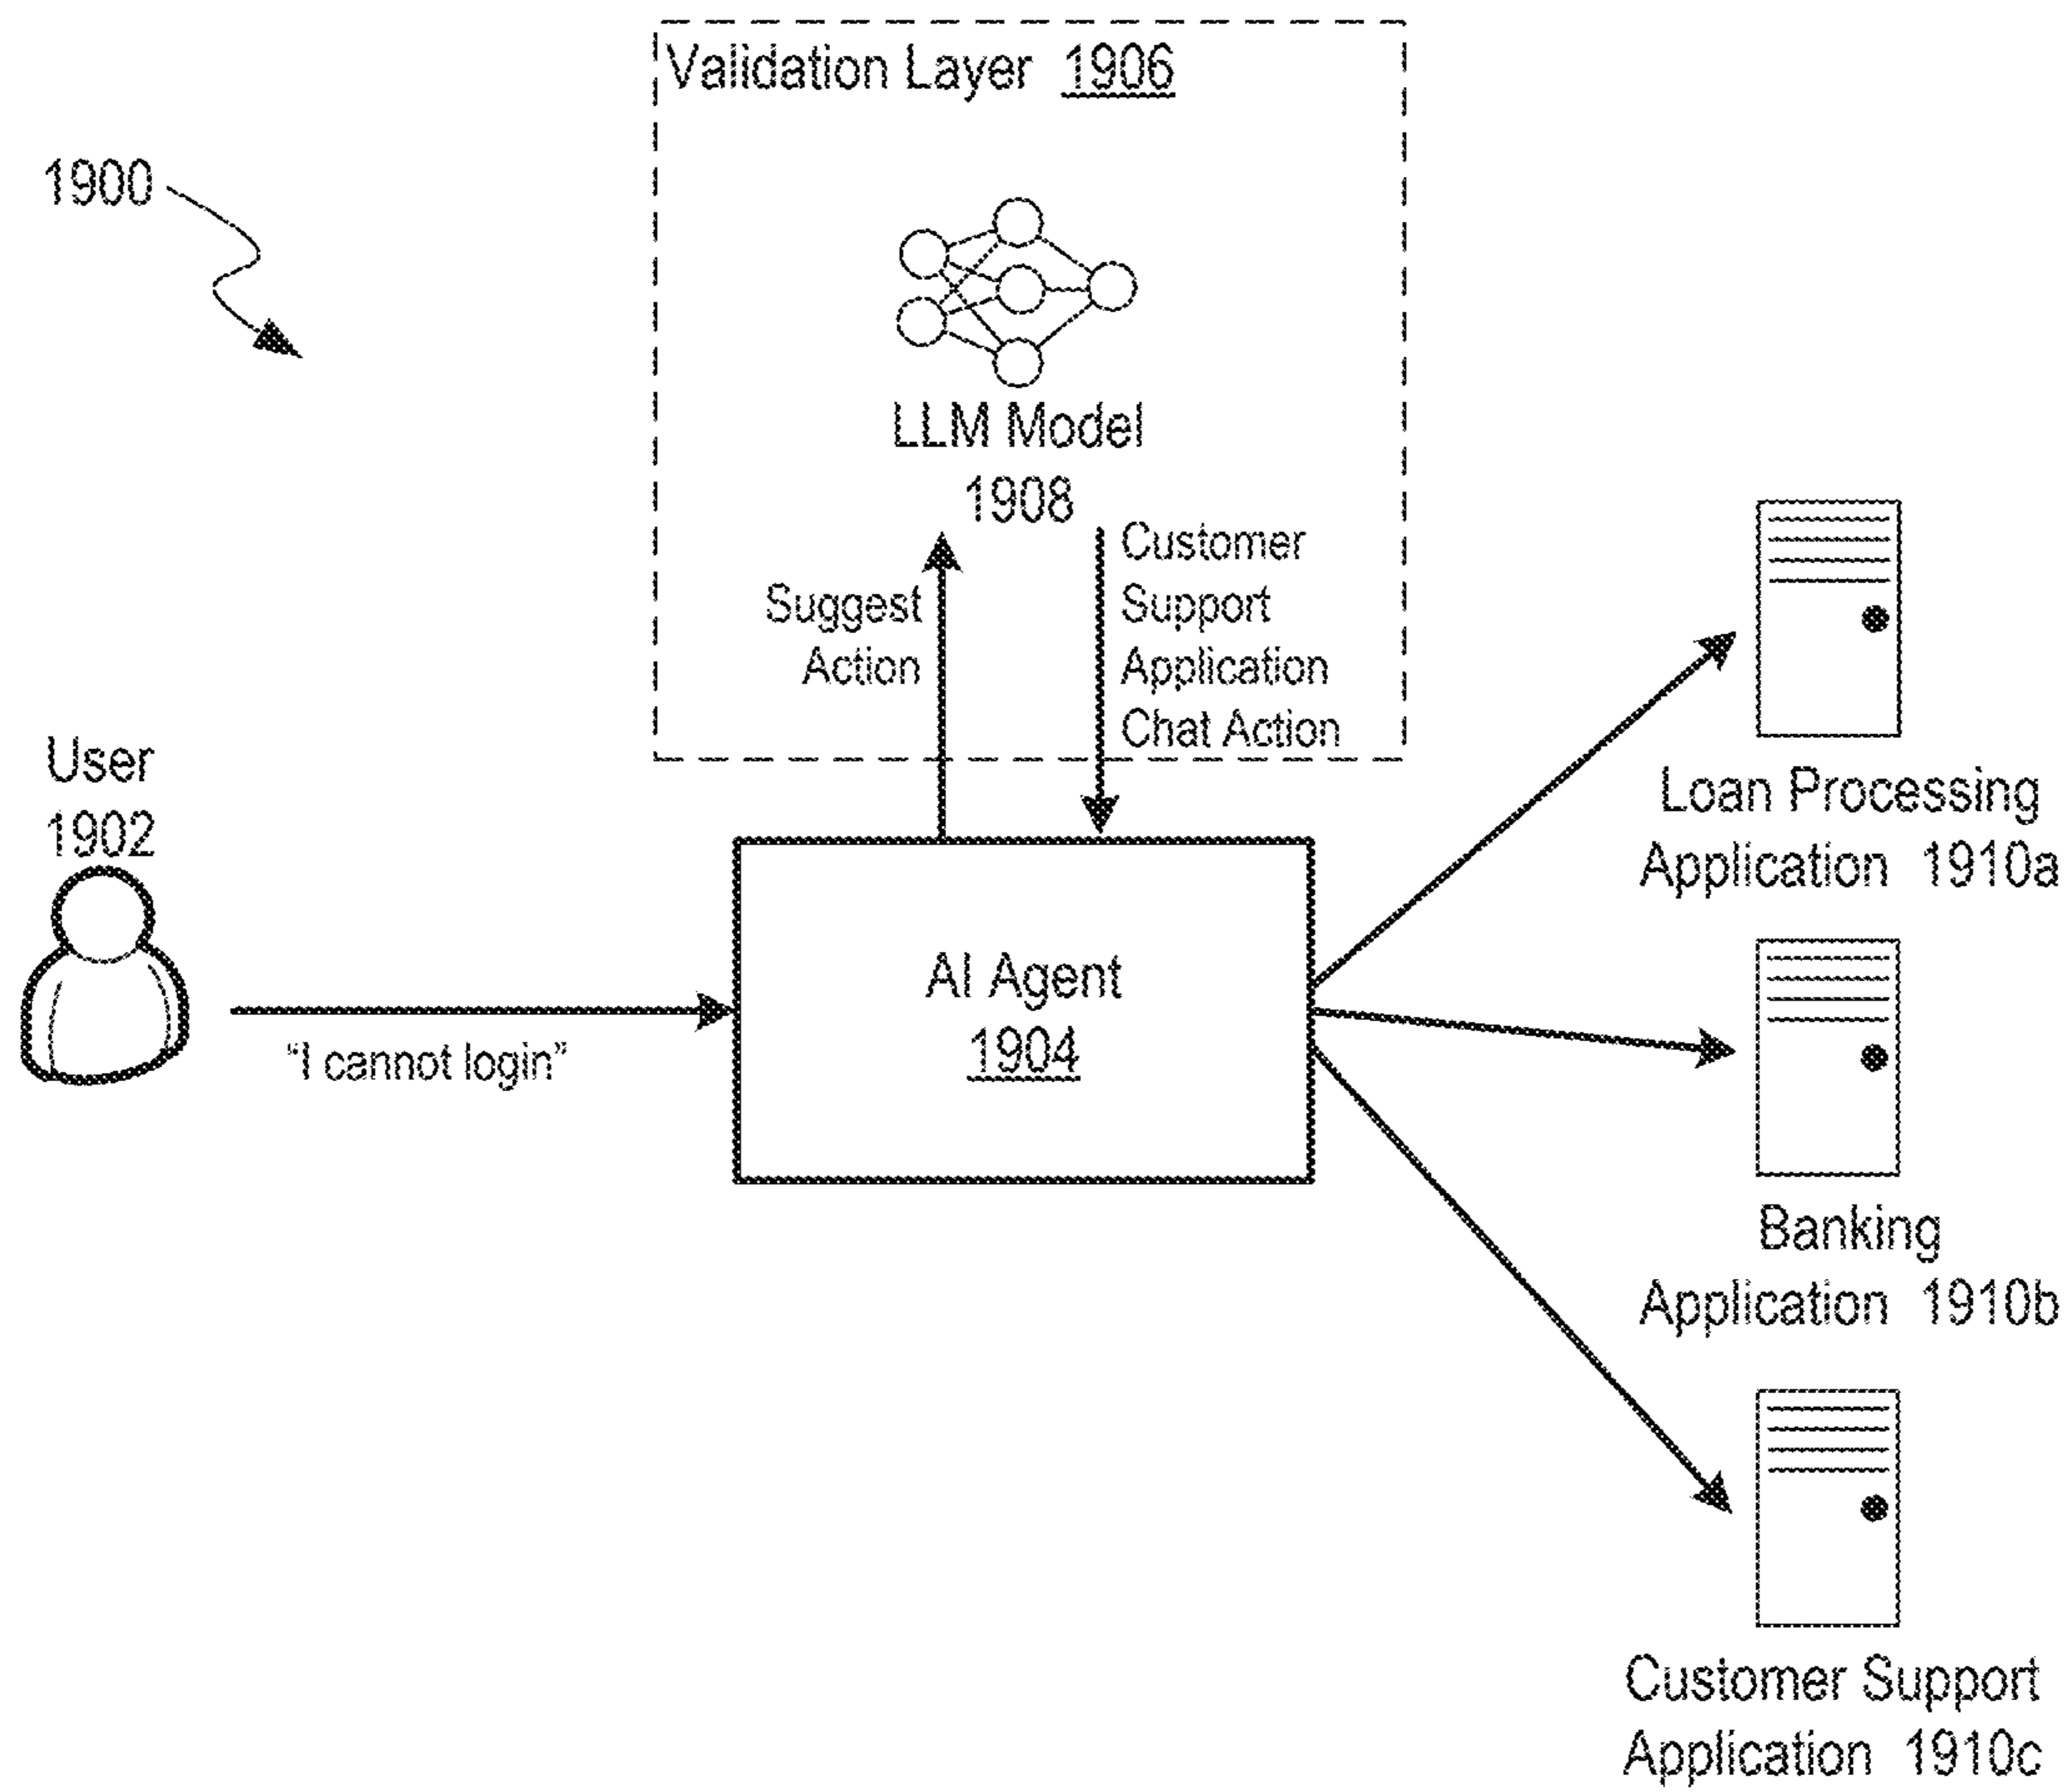 Validation Layer 1906
1900
LLM Model
1908
Suggest
Action
Customer
Support
Application
Chat Action
User
1902
"I cannot login"
AI Agent
1904
Loan Processing
Application 1910a
Banking
Application 1910b
Customer Support
Application 1910c